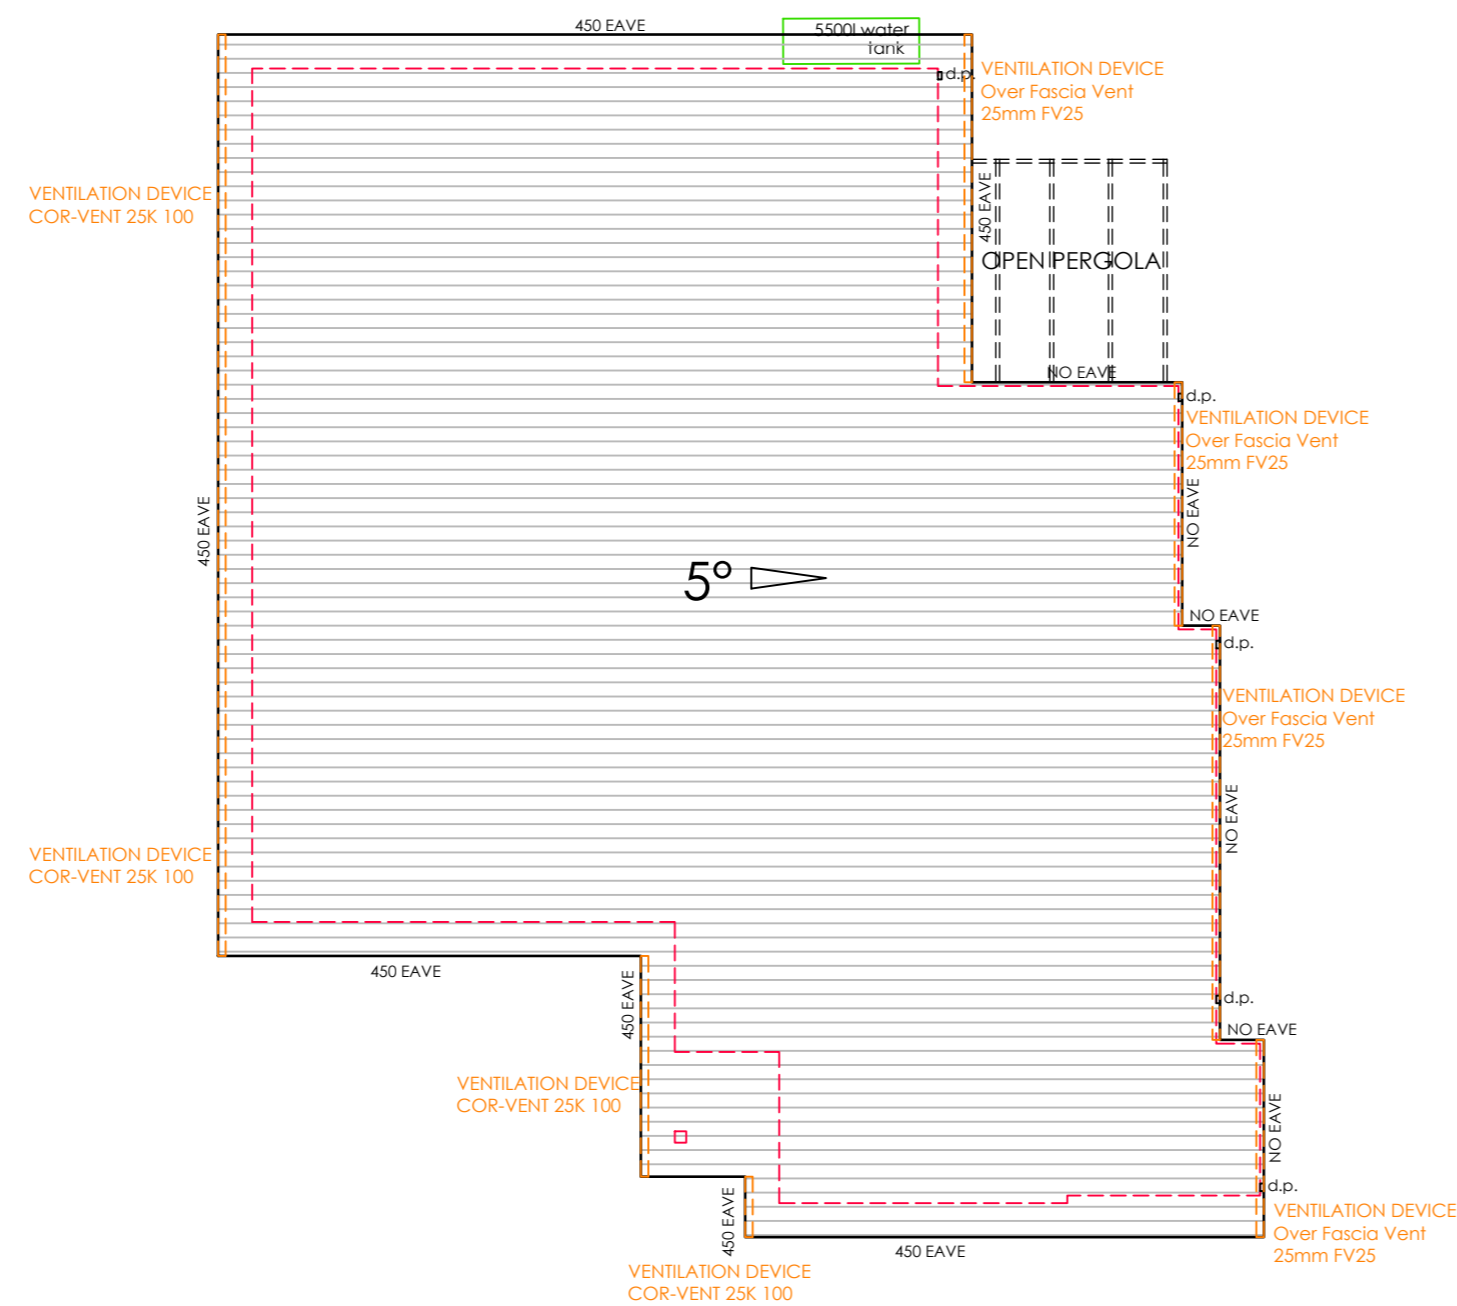 450 EAVE
5500l water
tank
d.p.
VENTILATION DEVICE
Over Fascia Vent
25mm FV25
VENTILATION DEVICE
COR-VENT 25K 100
450 EAVE
OPEN PERGOLA
NO EAVE
d.p.
VENTILATION DEVICE
Over Fascia Vent
25mm FV25
NO EAVE
450 EAVE
5°
NO EAVE
d.p.
VENTILATION DEVICE
Over Fascia Vent
25mm FV25
NO EAVE
VENTILATION DEVICE
COR-VENT 25K 100
450 EAVE
450 EAVE
d.p.
NO EAVE
VENTILATION DEVICE
COR-VENT 25K 100
NO EAVE
d.p.
450 EAVE
VENTILATION DEVICE
Over Fascia Vent
25mm FV25
450 EAVE
VENTILATION DEVICE
COR-VENT 25K 100